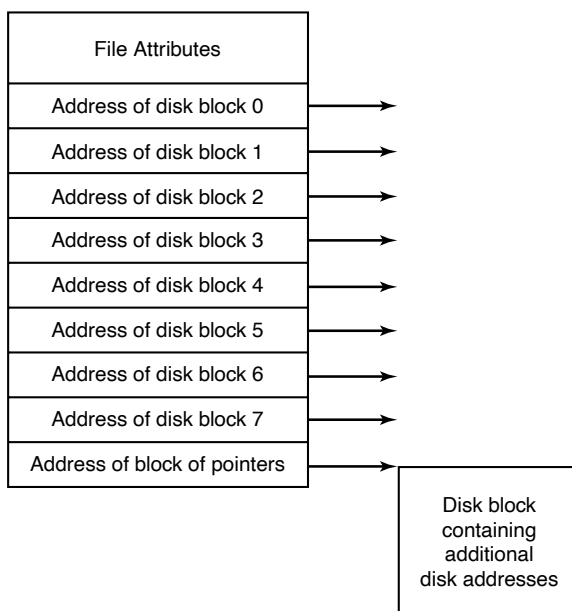 File Attributes
Address of disk block 0
Address of disk block 1
Address of disk block 2
Address of disk block 3
Address of disk block 4
Address of disk block 5
Address of disk block 6
Address of disk block 7
Address of block of pointers
Disk block
containing
additional
disk addresses